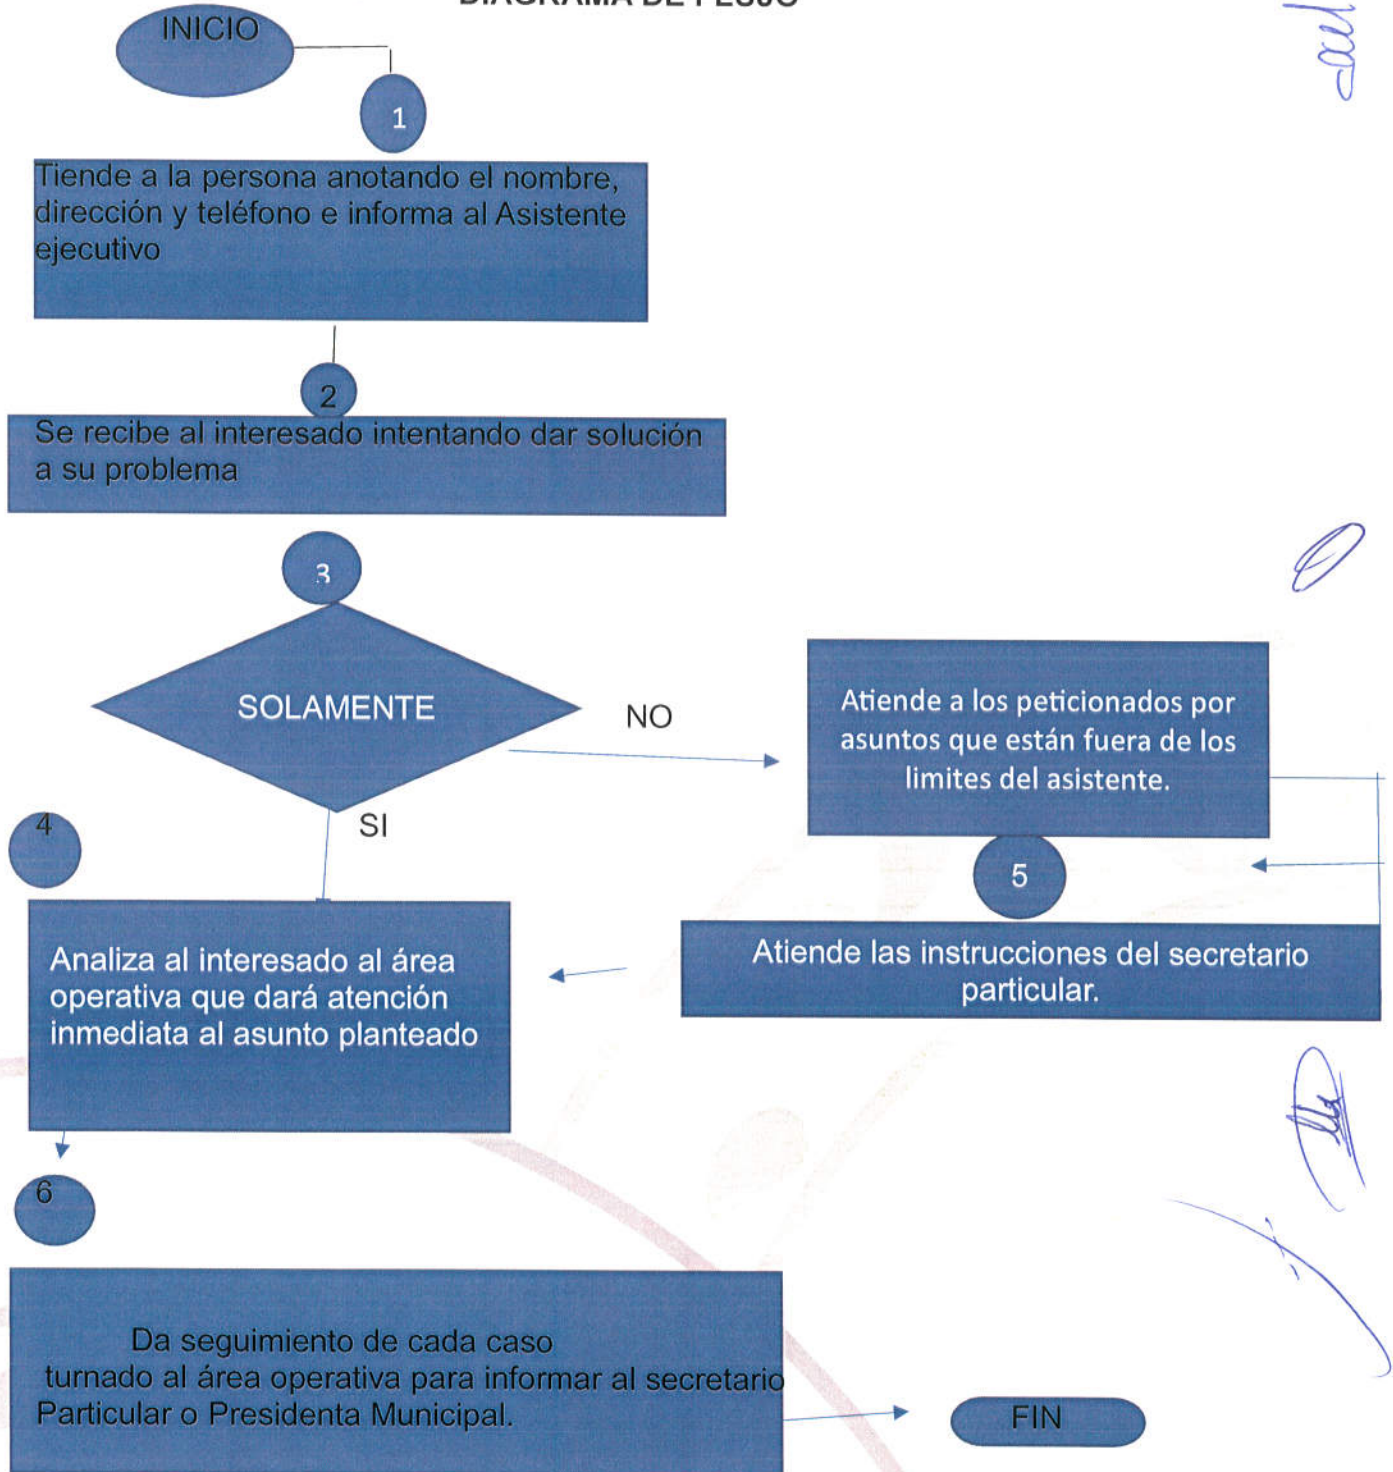 DIAGRAMA DE FLUJO
INICIO
1
Tiende a la persona anotando el nombre,
dirección y teléfono e informa al Asistente
ejecutivo
2
Se recibe al interesado intentando dar solución
a su problema
3
SOLAMENTE
NO
Atiende a los peticionados por
asuntos que están fuera de los
limites del asistente.
SI
4
5
Analiza al interesado al área
operativa que dará atención
inmediata al asunto planteado
Atiende las instrucciones del secretario
particular.
6
Da seguimiento de cada caso
turnado al área operativa para informar al secretario
Particular o Presidenta Municipal.
FIN